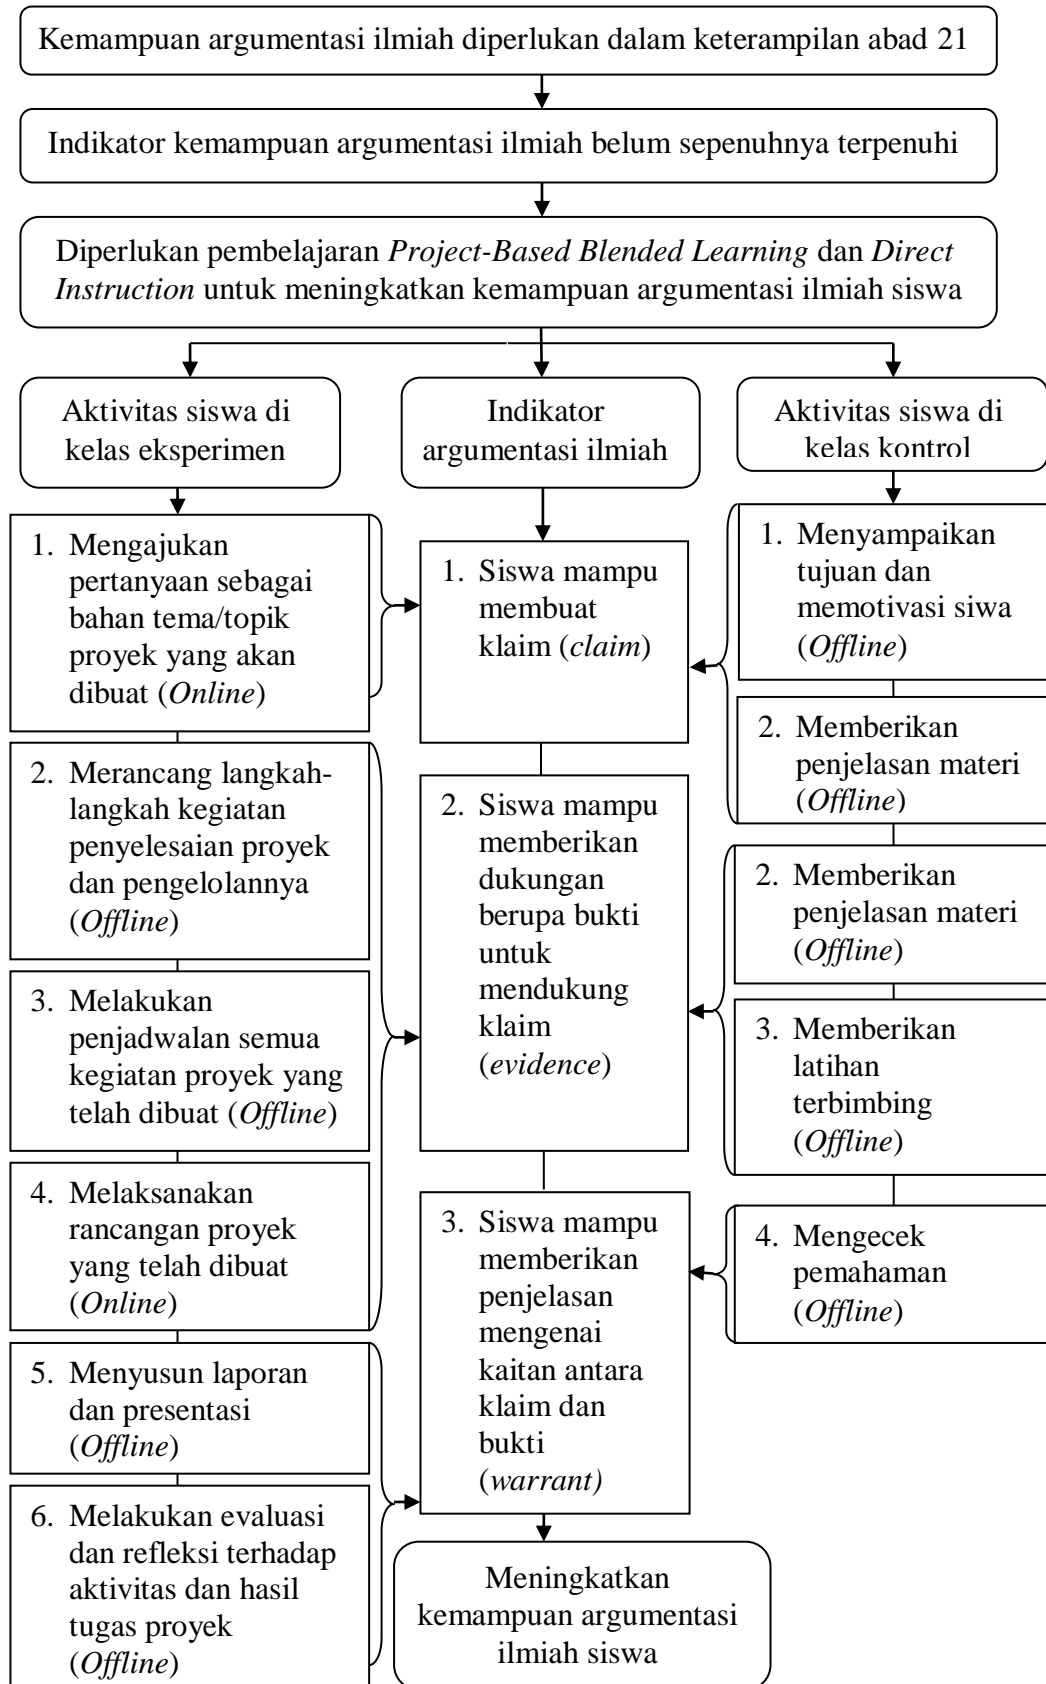 Kemampuan argumentasi ilmiah diperlukan dalam keterampilan abad 21
Indikator kemampuan argumentasi ilmiah belum sepenuhnya terpenuhi
Diperlukan pembelajaran Project-Based Blended Learning dan Direct
Instruction untuk meningkatkan kemampuan argumentasi ilmiah siswa
Aktivitas siswa di
kelas eksperimen
Indikator
argumentasi ilmiah
Aktivitas siswa di
kelas kontrol
1. Mengajukan
pertanyaan sebagai
bahan tema/topik
proyek yang akan
dibuat (Online)
2. Merancang langkah-
langkah kegiatan
penyelesaian proyek
dan pengelolannya
(Offline)
3. Melakukan
penjadwalan semua
kegiatan proyek yang
telah dibuat (Offline)
4. Melaksanakan
rancangan proyek
yang telah dibuat
(Online)
5. Menyusun laporan
dan presentasi
(Offline)
6. Melakukan evaluasi
dan refleksi terhadap
aktivitas dan hasil
tugas proyek
(Offline)
1. Siswa mampu
membuat
klaim (claim)
2. Siswa mampu
memberikan
dukungan
berupa bukti
untuk
mendukung
klaim
(evidence)
3. Siswa mampu
memberikan
penjelasan
mengenai
kaitan antara
klaim dan
bukti
(warrant)
1. Menyampaikan
tujuan dan
memotivasi siwa
(Offline)
2. Memberikan
penjelasan materi
(Offline)
2. Memberikan
penjelasan materi
(Offline)
3. Memberikan
latihan
terbimbing
(Offline)
4. Mengecek
pemahaman
(Offline)
Meningkatkan
kemampuan argumentasi
ilmiah siswa